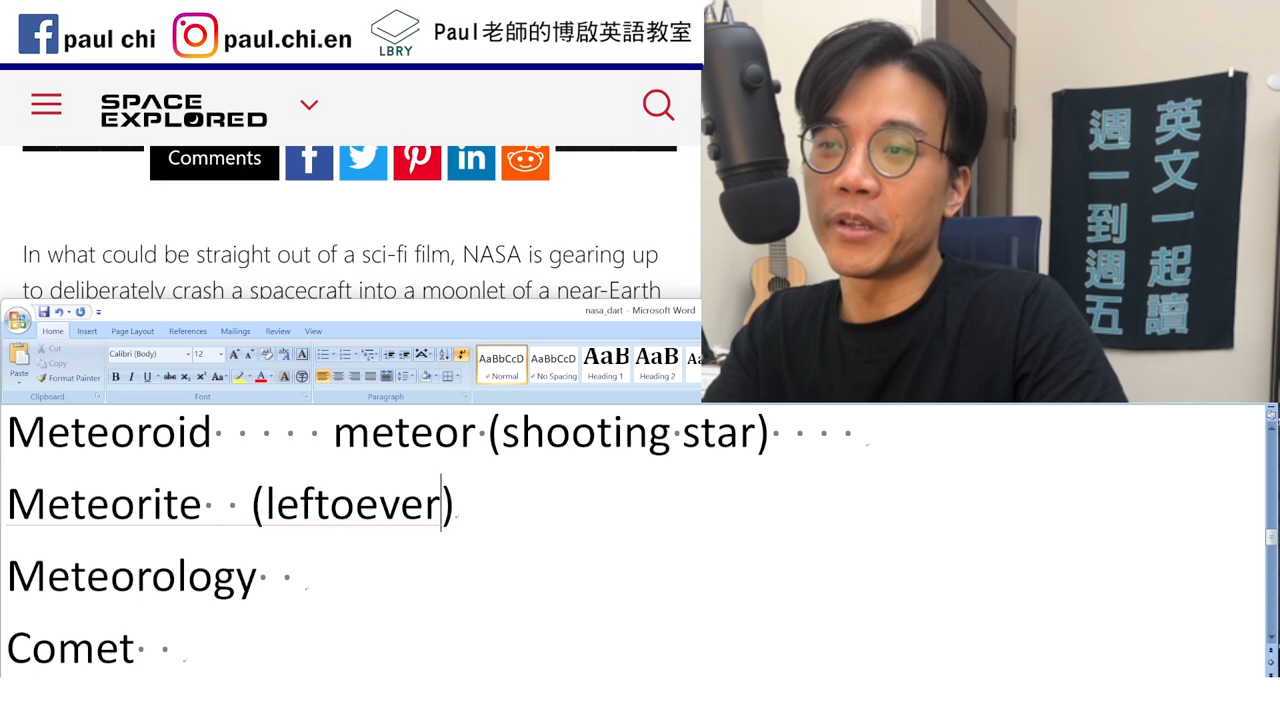 paul chi
paul.chi.en
LBRY
Paul老師的博啟英語教室
SPACE
EXPLORED
Comments
In what could be straight out of a sci-fi film, NASA is gearing up
to deliberately crash a spacecraft into a moonlet of a near-Earth
nasa_dart - Microsoft Word
Home Insert Page Layout References Mailings Review View
Paste
Cut
Copy
Format Painter
Clipboard
Calibri (Body) 12
Font
Paragraph
AaBbCcD AaBbCcD AaBb AaBb
Normal No Spacing Heading 1 Heading 2
Meteoroid meteor (shooting star)
Meteorite (leftoever)
Meteorology
Comet
英文一起讀
週一到週五